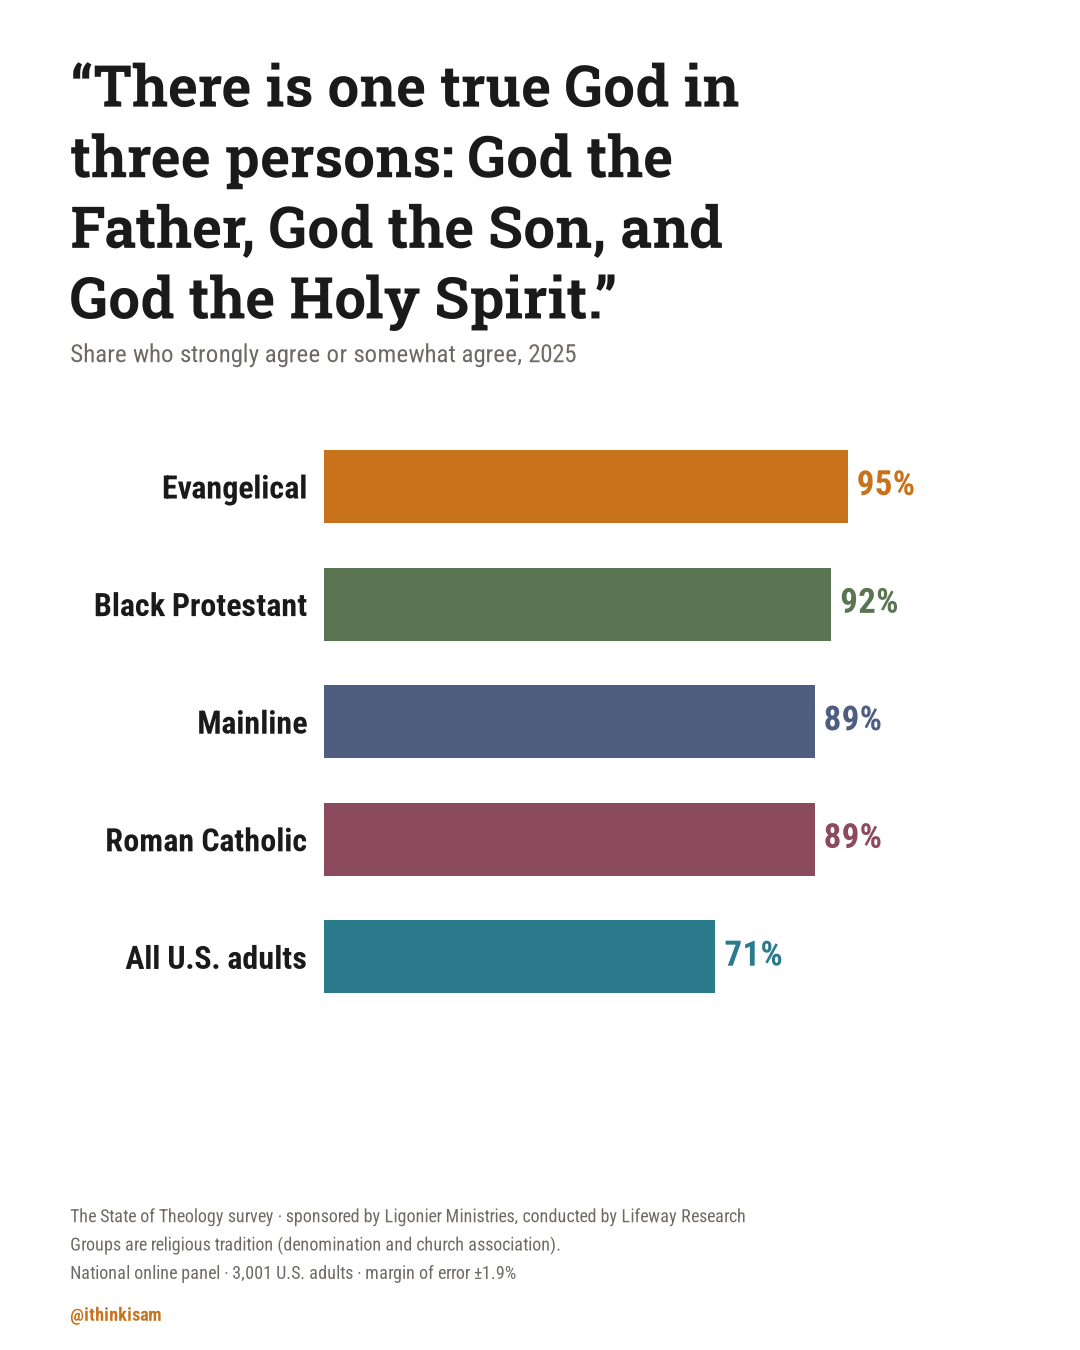 “There is one true God in
three persons: God the
Father, God the Son, and
God the Holy Spirit.”
Share who strongly agree or somewhat agree, 2025
Evangelical 95%
Black Protestant 92%
Mainline 89%
Roman Catholic 89%
All U.S. adults 71%
The State of Theology survey · sponsored by Ligonier Ministries, conducted by Lifeway Research
Groups are religious tradition (denomination and church association).
National online panel · 3,001 U.S. adults · margin of error ±1.9%
@ithinkisam